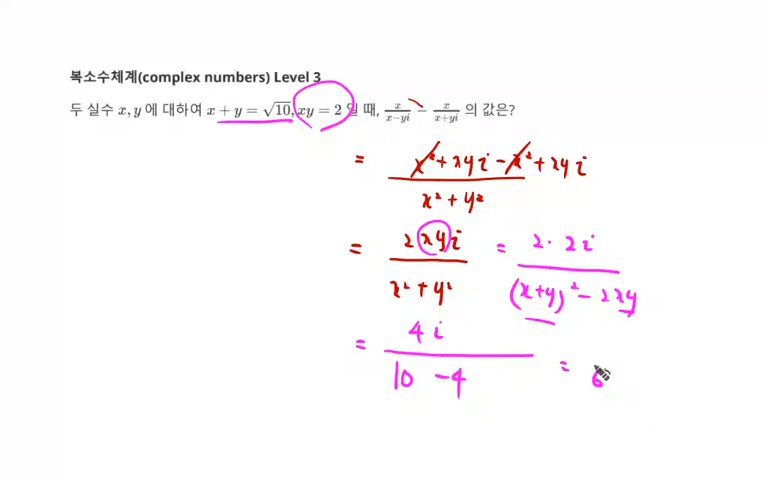 복소수체계(complex numbers) Level 3
두 실수 x, y 에 대하여 x + y = √10, xy = 2 일 때, x/(x−yi) − x/(x+yi) 의 값은?
= (x² + xyi − x² + xyi)/(x² + y²)
= 2xyi/(x² + y²) = 2·2i/((x+y)² − 2xy)
= 4i/(10 − 4) = 6